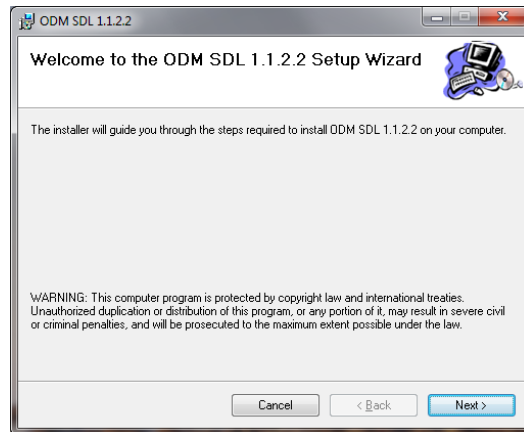 ODM SDL 1.1.2.2
Welcome to the ODM SDL 1.1.2.2 Setup Wizard
The installer will guide you through the steps required to install ODM SDL 1.1.2.2 on your computer.
WARNING: This computer program is protected by copyright law and international treaties.
Unauthorized duplication or distribution of this program, or any portion of it, may result in severe civil
or criminal penalties, and will be prosecuted to the maximum extent possible under the law.
Cancel < Back Next >